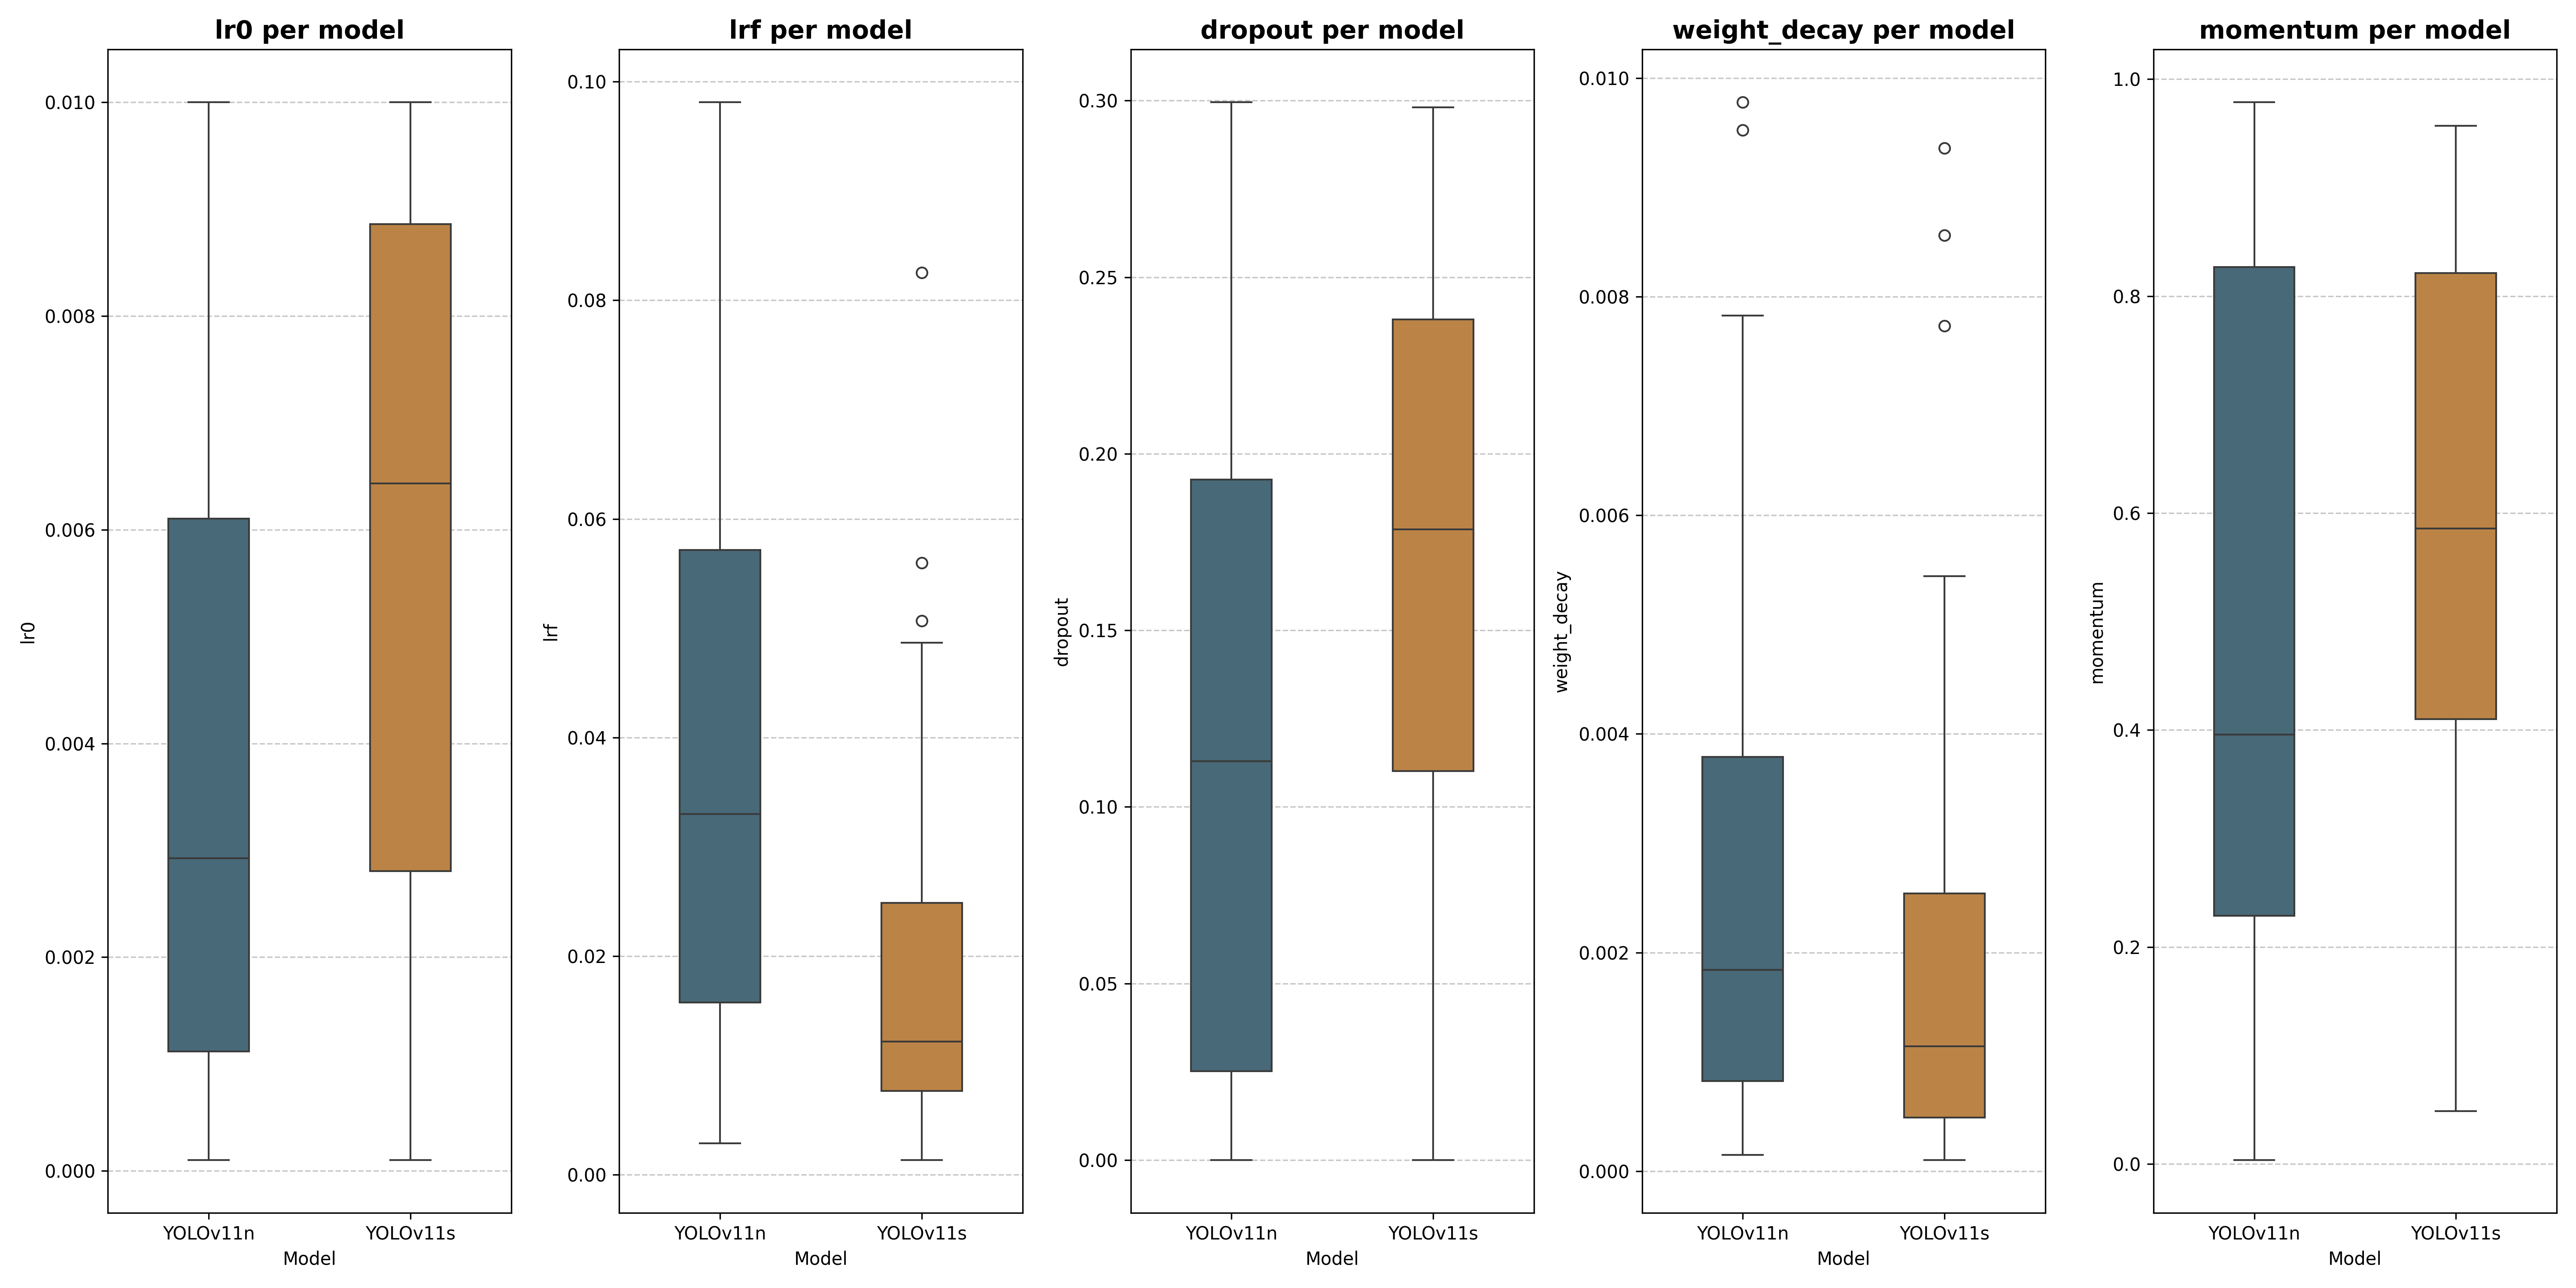 lr0 per model
0.010
0.008
0.006
0.004
0.002
0.000
lr0
YOLOv11n YOLOv11s
Model
lrf per model
0.10
0.08
0.06
0.04
0.02
0.00
lrf
YOLOv11n YOLOv11s
Model
dropout per model
0.30
0.25
0.20
0.15
0.10
0.05
0.00
dropout
YOLOv11n YOLOv11s
Model
weight_decay per model
0.010
0.008
0.006
0.004
0.002
0.000
weight_decay
YOLOv11n YOLOv11s
Model
momentum per model
1.0
0.8
0.6
0.4
0.2
0.0
momentum
YOLOv11n YOLOv11s
Model